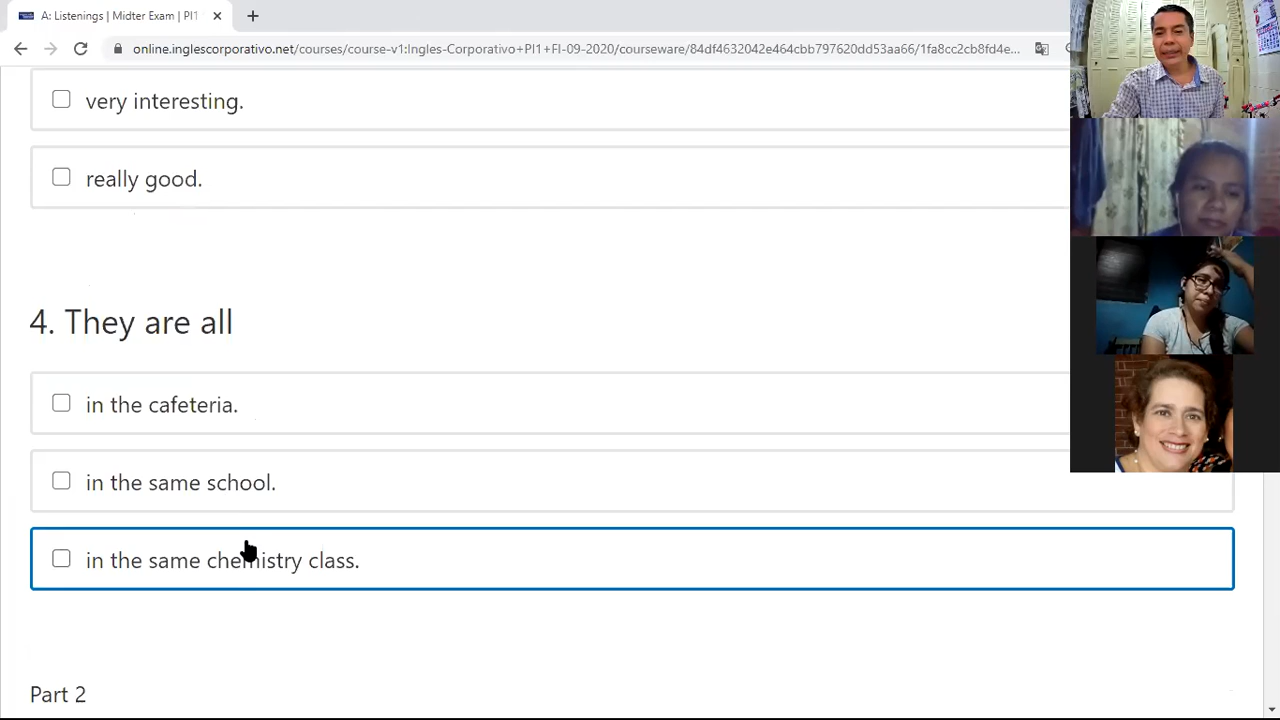 A: Listenings | Midter Exam | PI1
online.inglescorporativo.net/courses/course-v1:Ingles-Corporativo+PI1+FI-09-2020/courseware/84df4632042e464cbb797620dd53aaf6/1fa8cc2cb8fd4e...
very interesting.
really good.
4. They are all
in the cafeteria.
in the same school.
in the same chemistry class.
Part 2